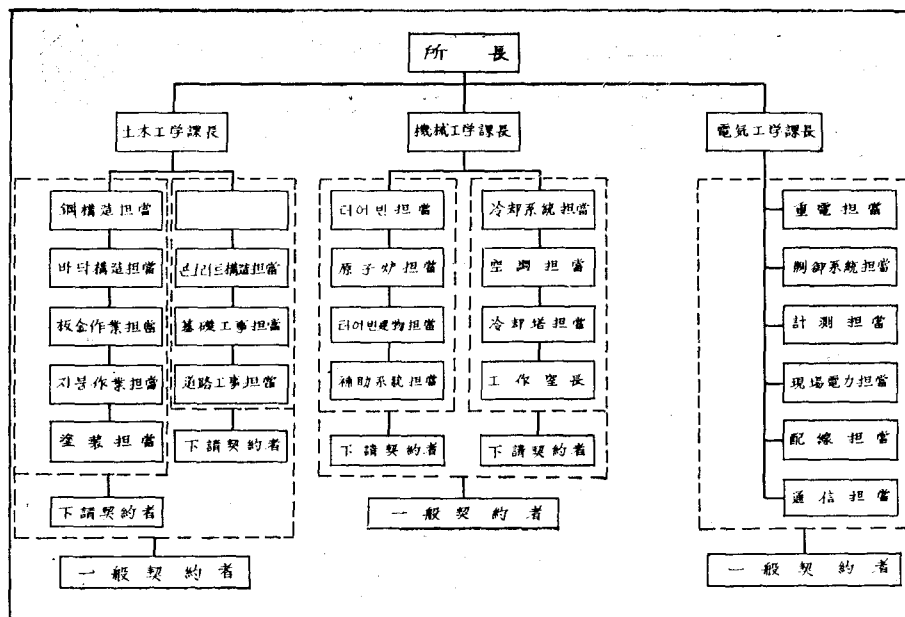 所長
土木工学課長
機械工学課長
電気工学課長
鋼構造担當
바닥構造担當
板金作業担當
지붕作業担當
塗装担當
下請契約者
콘크리트構造担當
基礎工事担當
道路工事担當
下請契約者
一般契約者
터어빈担當
原子炉担當
터어빈建物担當
補助系統担當
下請契約者
冷却系統担當
空調担當
冷却塔担當
工作室長
下請契約者
一般契約者
重電担當
制御系統担當
計測担當
現場電力担當
配線担當
通信担當
一般契約者